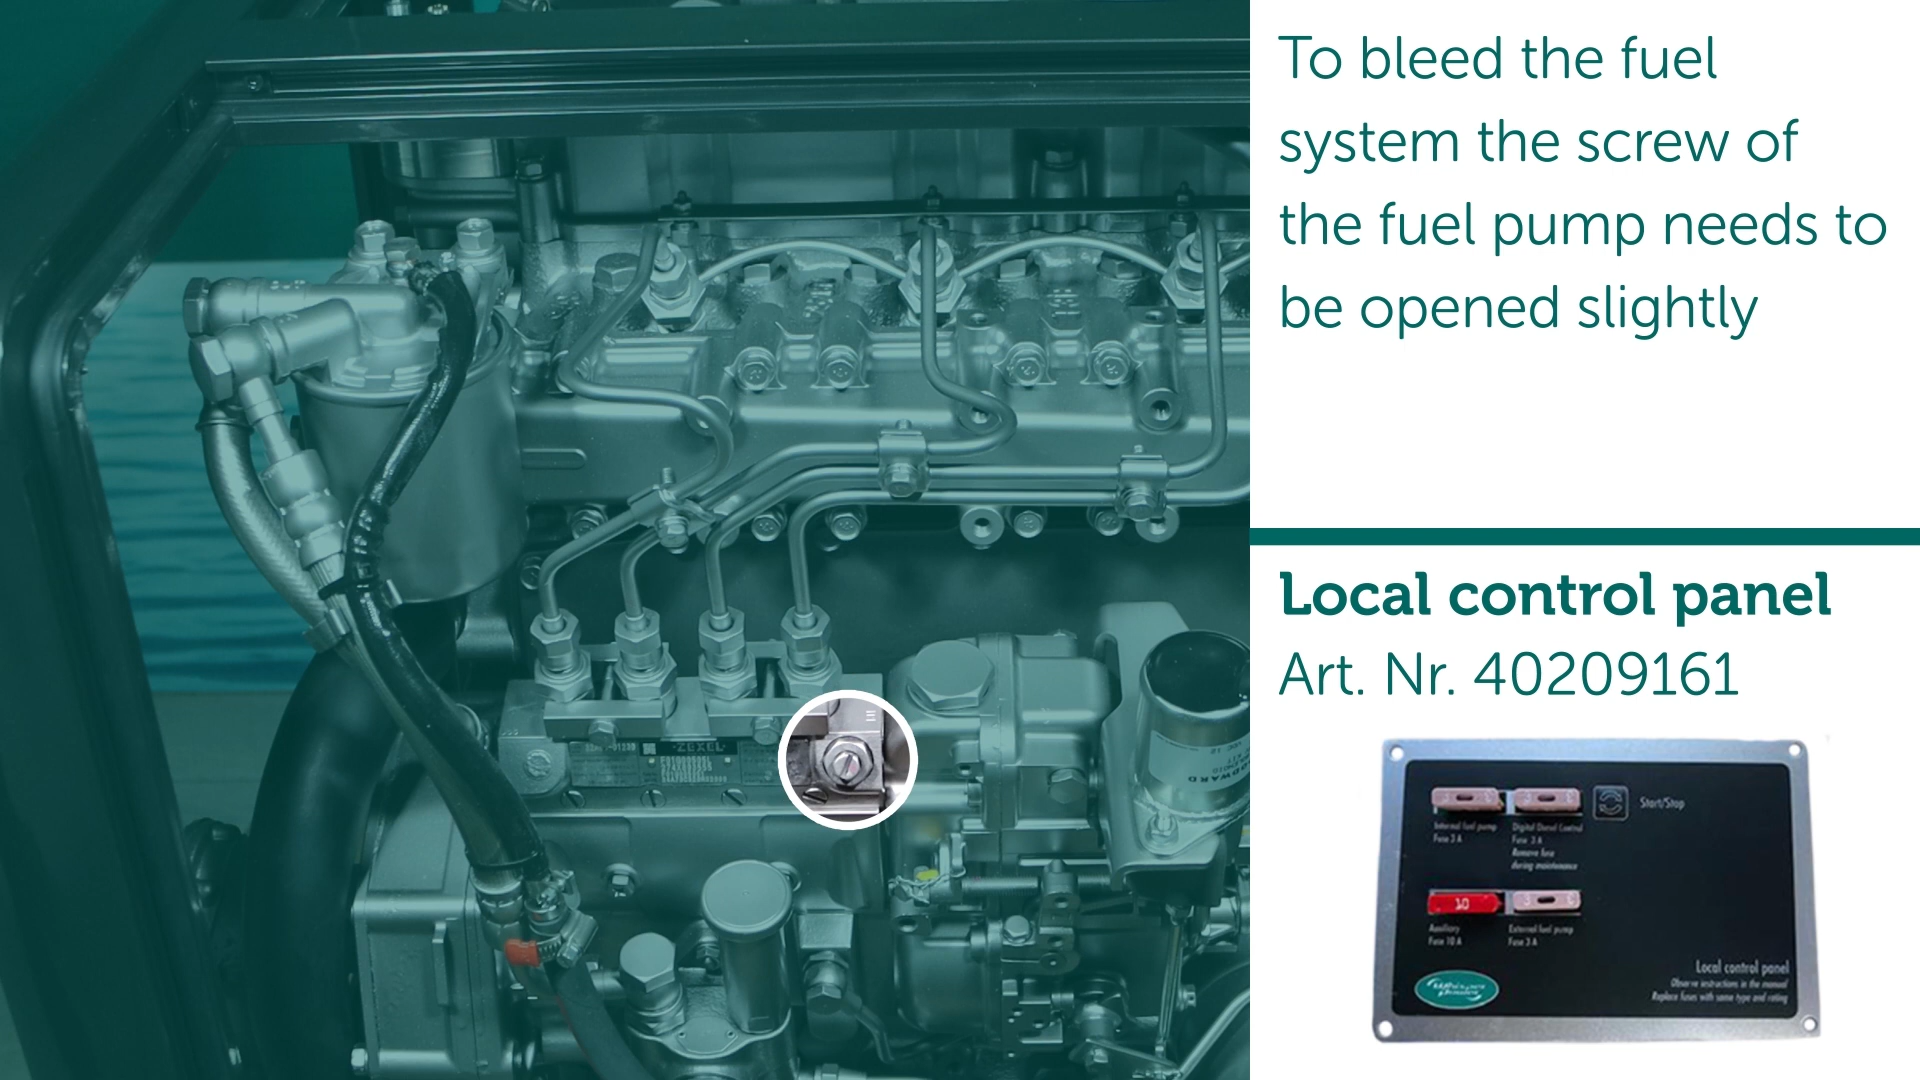 To bleed the fuel
system the screw of
the fuel pump needs to
be opened slightly
Local control panel
Art. Nr. 40209161
Start/Stop
Internal fuel pump
Fuse 3 A
Digital Diesel Control
Fuse 3 A
Remove fuse
during maintenance
10
Auxiliary
Fuse 10 A
External fuel pump
Fuse 3 A
Local control panel
Observe instructions in the manual
Replace fuses with same type and rating
Whisper
Power
·ZEXEL·